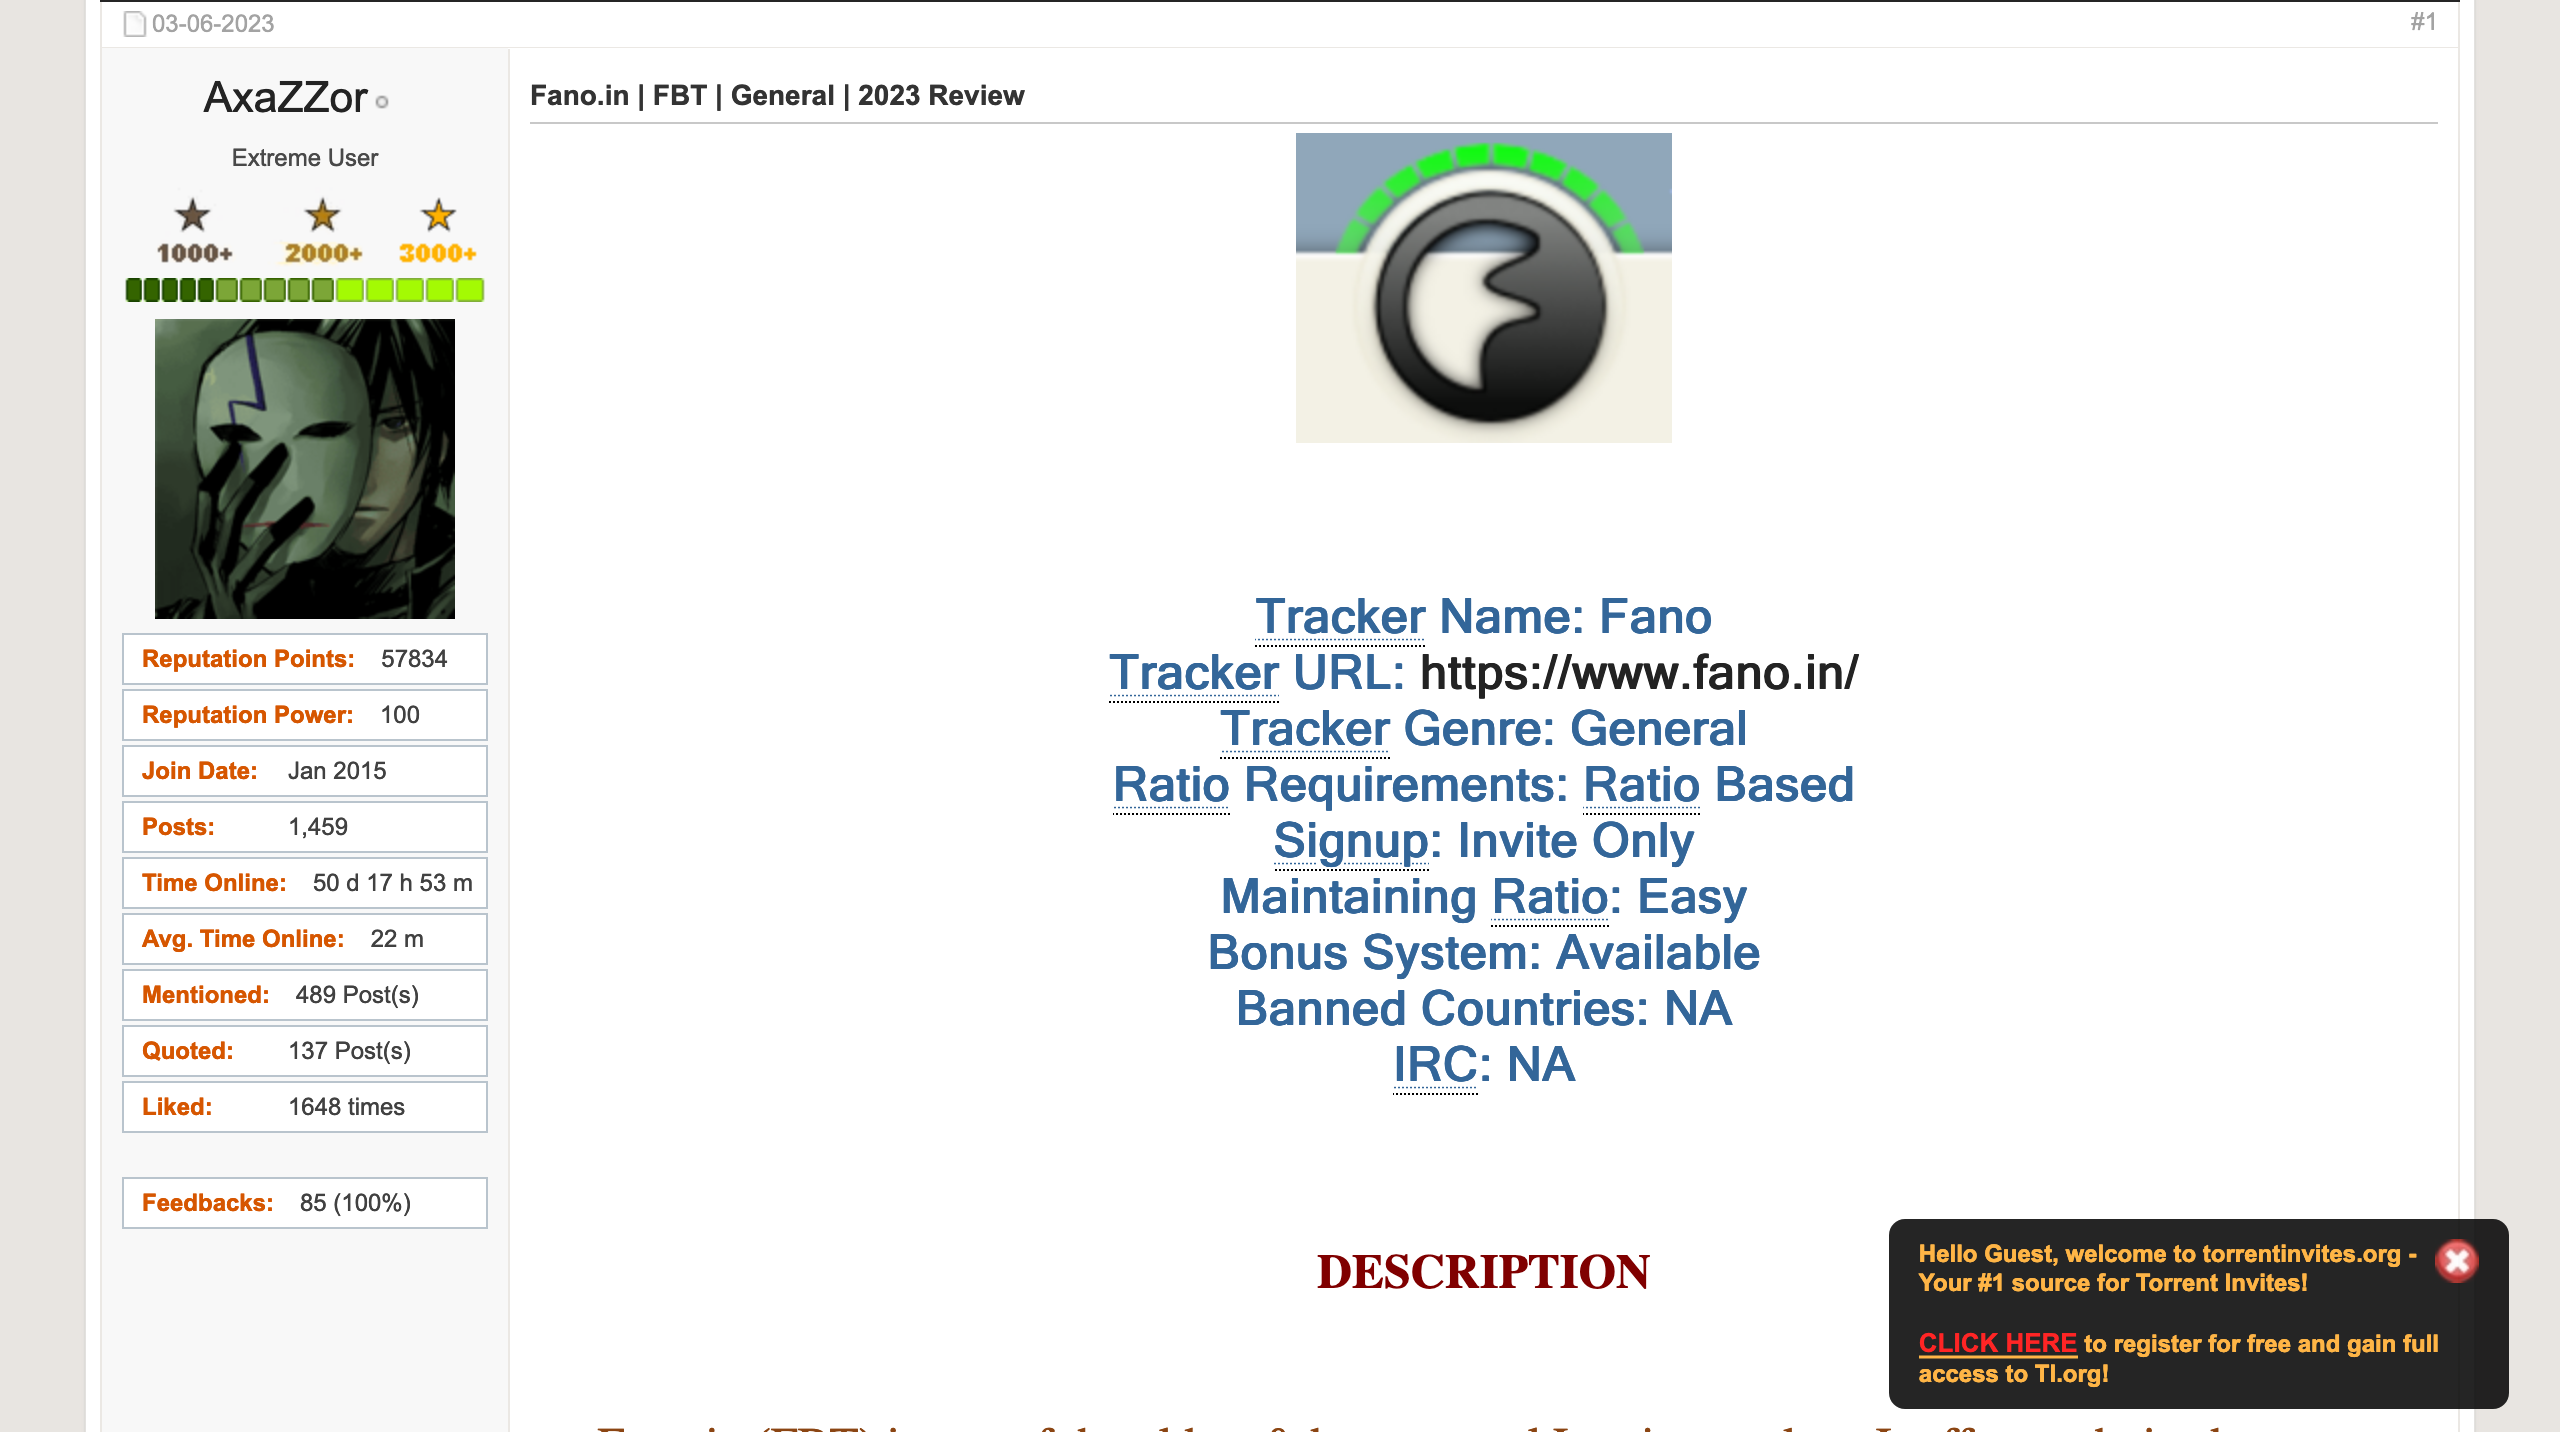 03-06-2023
#1
AxaZZor
Extreme User
1000+ 2000+ 3000+
Reputation Points: 57834
Reputation Power: 100
Join Date: Jan 2015
Posts: 1,459
Time Online: 50 d 17 h 53 m
Avg. Time Online: 22 m
Mentioned: 489 Post(s)
Quoted: 137 Post(s)
Liked: 1648 times
Feedbacks: 85 (100%)
Fano.in | FBT | General | 2023 Review
Tracker Name: Fano
Tracker URL: https://www.fano.in/
Tracker Genre: General
Ratio Requirements: Ratio Based
Signup: Invite Only
Maintaining Ratio: Easy
Bonus System: Available
Banned Countries: NA
IRC: NA
DESCRIPTION
Hello Guest, welcome to torrentinvites.org -
Your #1 source for Torrent Invites!
CLICK HERE to register for free and gain full
access to TI.org!